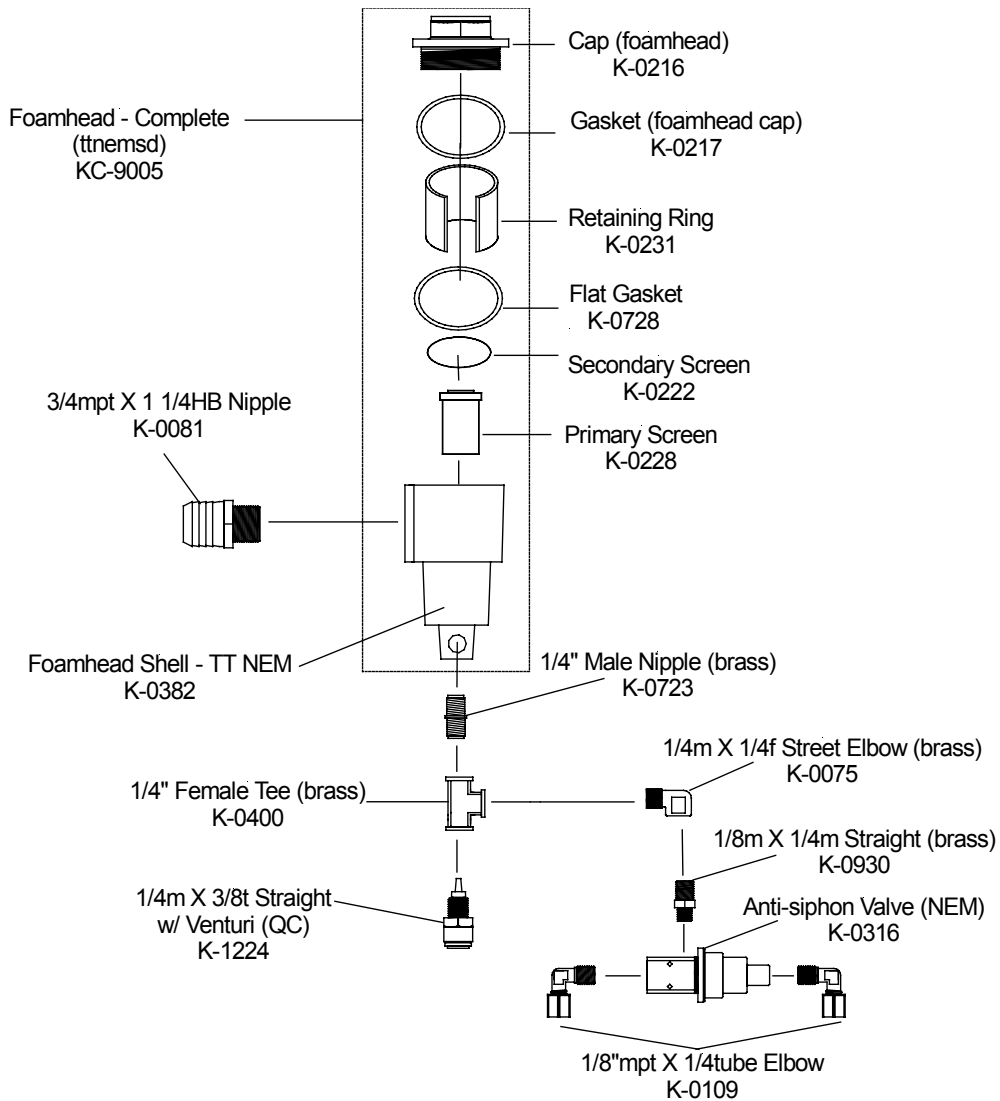 Cap (foamhead)
K-0216
Foamhead - Complete
(ttnemsd)
KC-9005
Gasket (foamhead cap)
K-0217
Retaining Ring
K-0231
Flat Gasket
K-0728
Secondary Screen
K-0222
3/4mpt X 1 1/4HB Nipple
K-0081
Primary Screen
K-0228
Foamhead Shell - TT NEM
K-0382
1/4" Male Nipple (brass)
K-0723
1/4m X 1/4f Street Elbow (brass)
K-0075
1/4" Female Tee (brass)
K-0400
1/8m X 1/4m Straight (brass)
K-0930
1/4m X 3/8t Straight
w/ Venturi (QC)
K-1224
Anti-siphon Valve (NEM)
K-0316
1/8"mpt X 1/4tube Elbow
K-0109